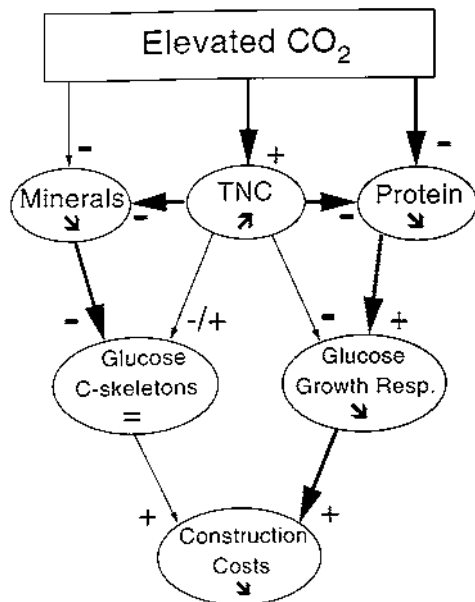 Elevated CO₂
-
+
-
Minerals
↘
-
TNC
↗
-
Protein
↘
-
-/+
-
+
Glucose
C-skeletons
=
Glucose
Growth Resp.
↘
+
+
Construction
Costs
↘